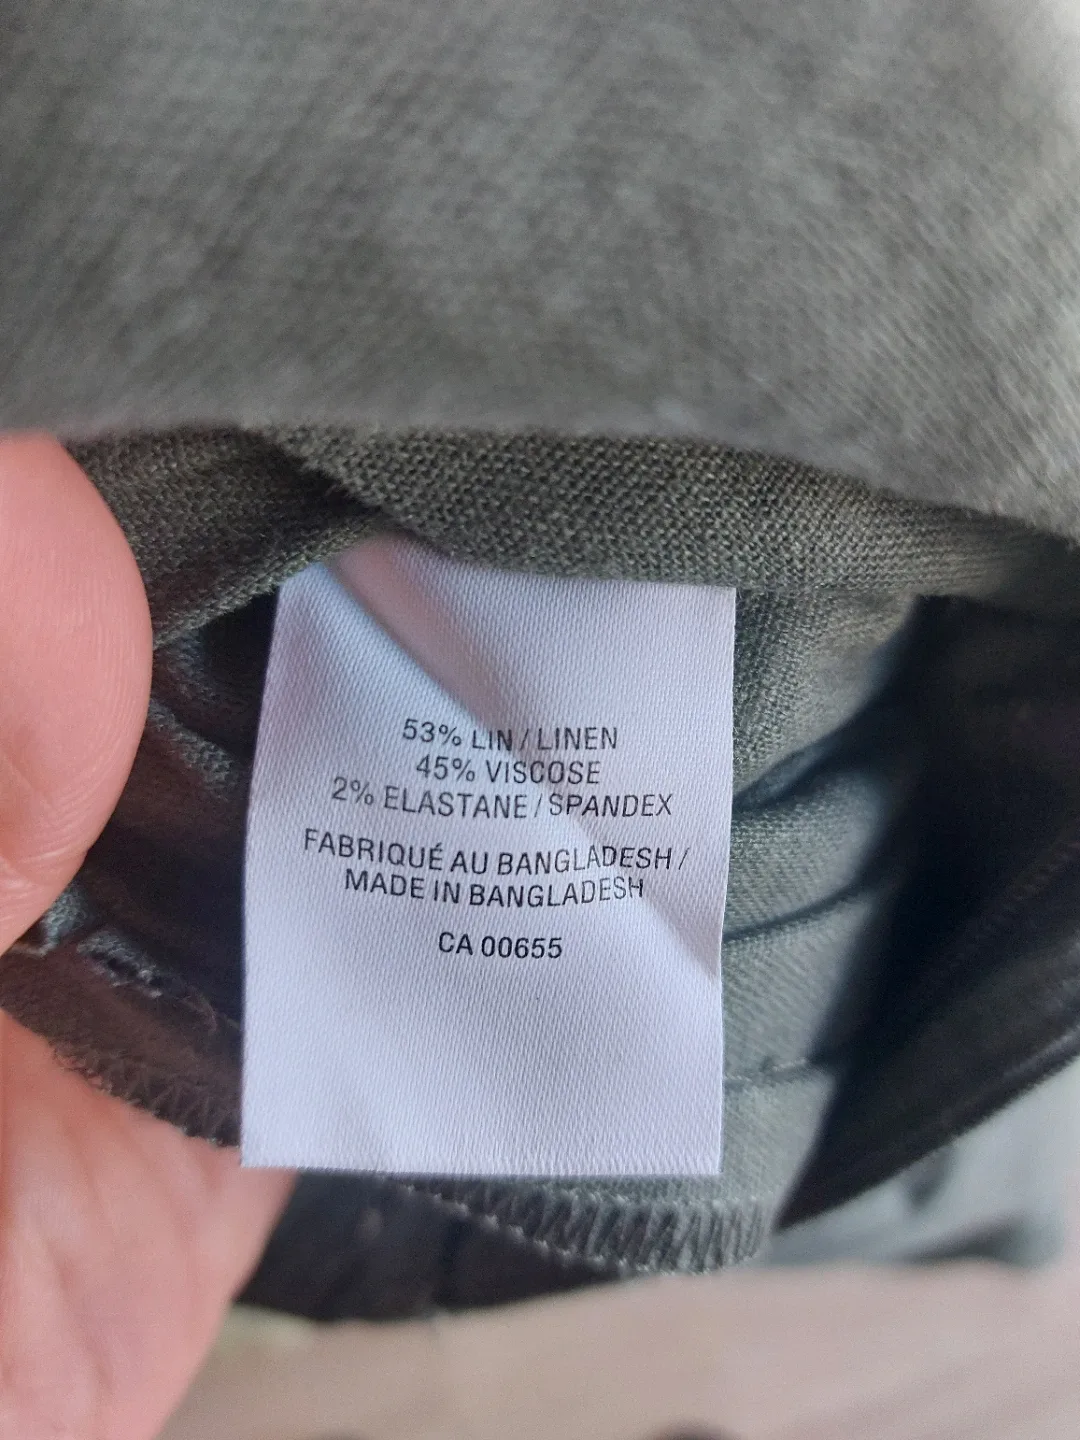 53% LIN / LINEN
45% VISCOSE
2% ELASTANE / SPANDEX
FABRIQUÉ AU BANGLADESH /
MADE IN BANGLADESH
CA 00655